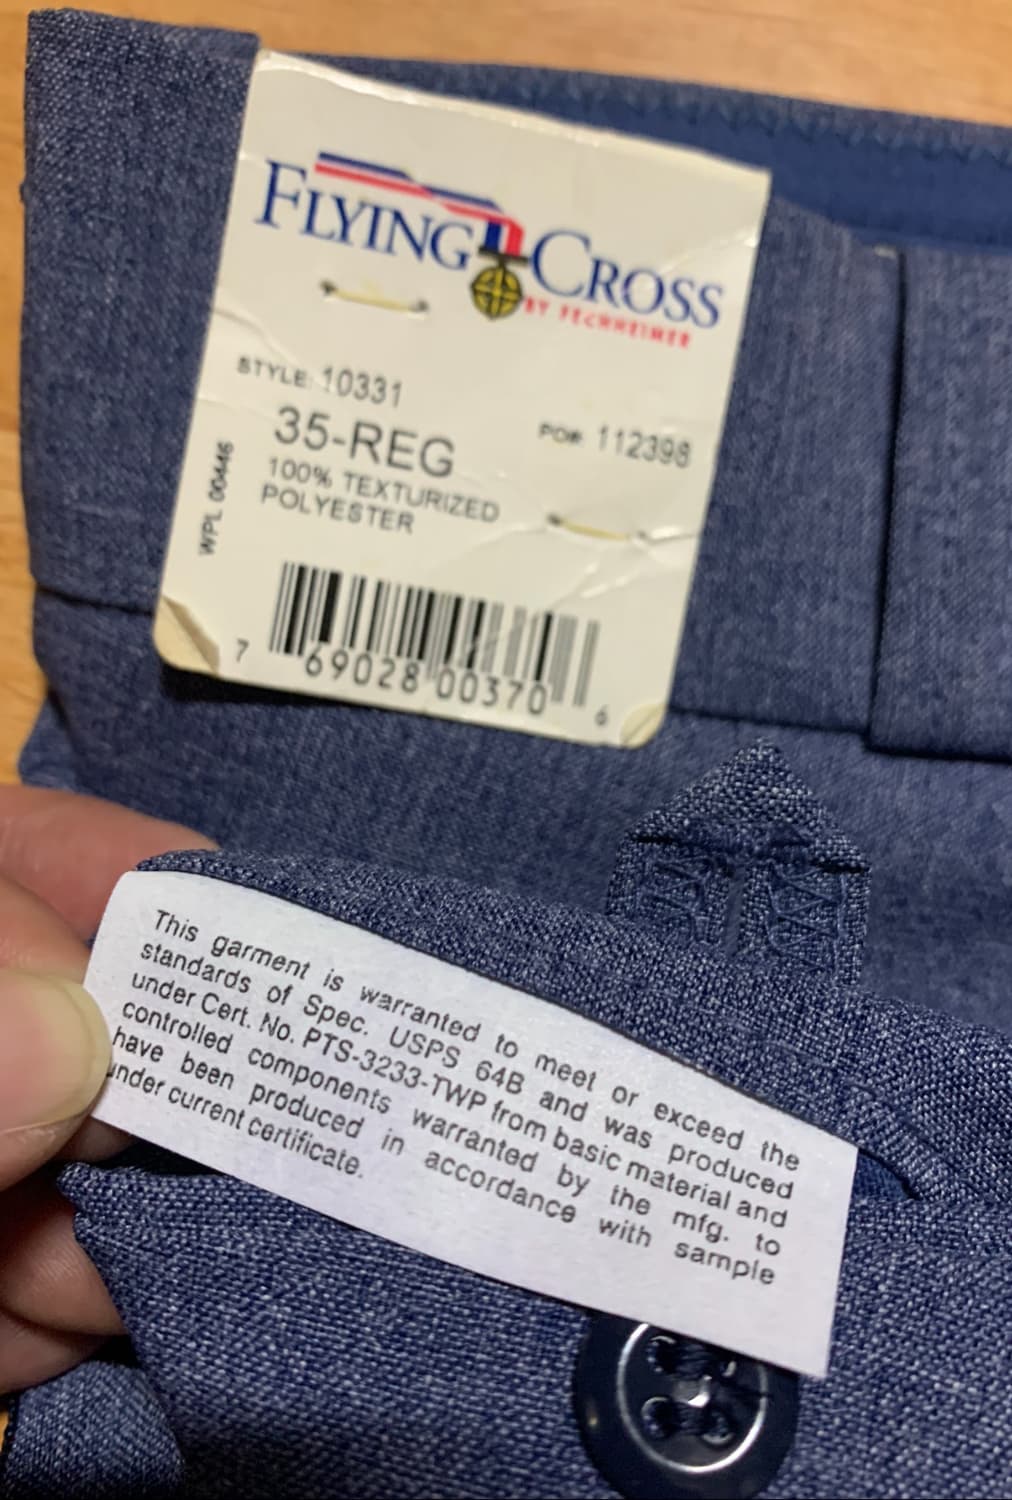 FLYING CROSS
BY FECHHEIMER
STYLE: 10331
35-REG
PO#: 112398
100% TEXTURIZED
POLYESTER
WPL 00446
7 69028 00370 6
This garment is warranted to meet or exceed the
standards of Spec. USPS 64B and was produced
under Cert. No. PTS-3233-TWP from basic material and
controlled components warranted by the mfg. to
have been produced in accordance with sample
under current certificate.